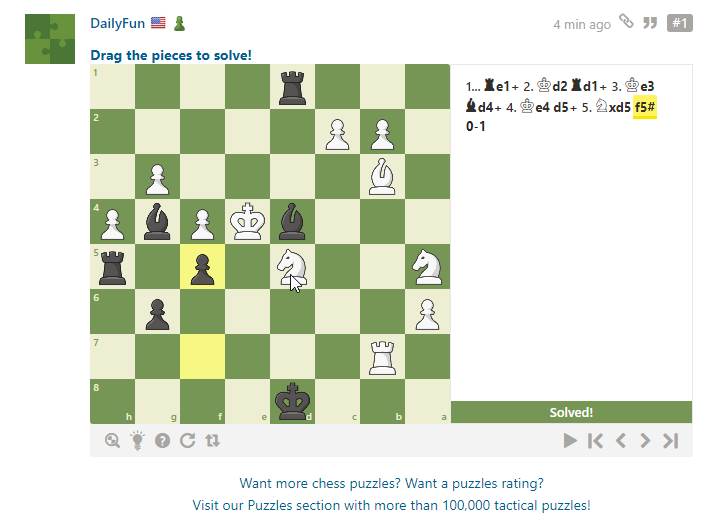 DailyFun
4 min ago
#1
Drag the pieces to solve!
1... ♜e1+ 2. ♔d2 ♜d1+ 3. ♔e3
♝d4+ 4. ♔e4 d5+ 5. ♘xd5 f5#
0-1
1
2
3
4
5
6
7
8
h g f e d c b a
Solved!
Want more chess puzzles? Want a puzzles rating?
Visit our Puzzles section with more than 100,000 tactical puzzles!